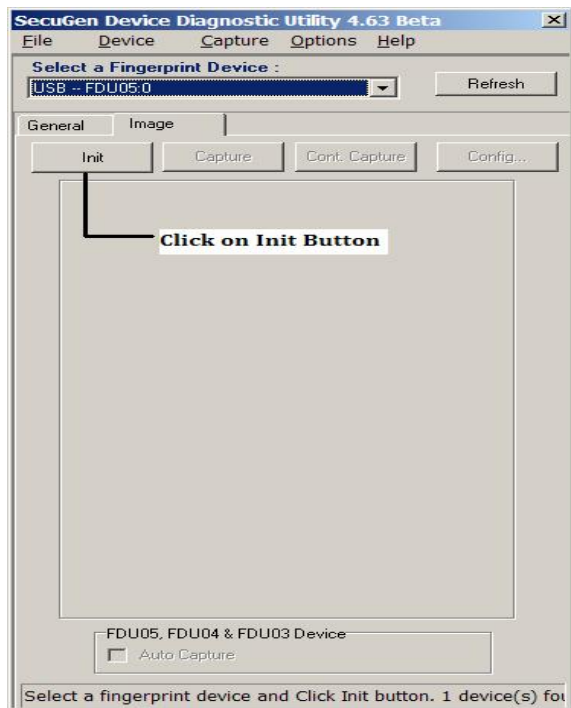 SecuGen Device Diagnostic Utility 4.63 Beta
File Device Capture Options Help
Select a Fingerprint Device :
USB -- FDU05:0
Refresh
General Image
Init Capture Cont. Capture Config...
Click on Init Button
FDU05, FDU04 & FDU03 Device
Auto Capture
Select a fingerprint device and Click Init button. 1 device(s) fou